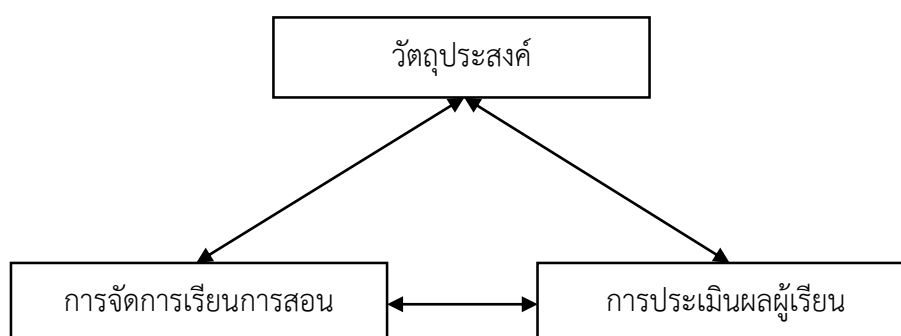 วัตถุประสงค์
การจัดการเรียนการสอน
การประเมินผลผู้เรียน